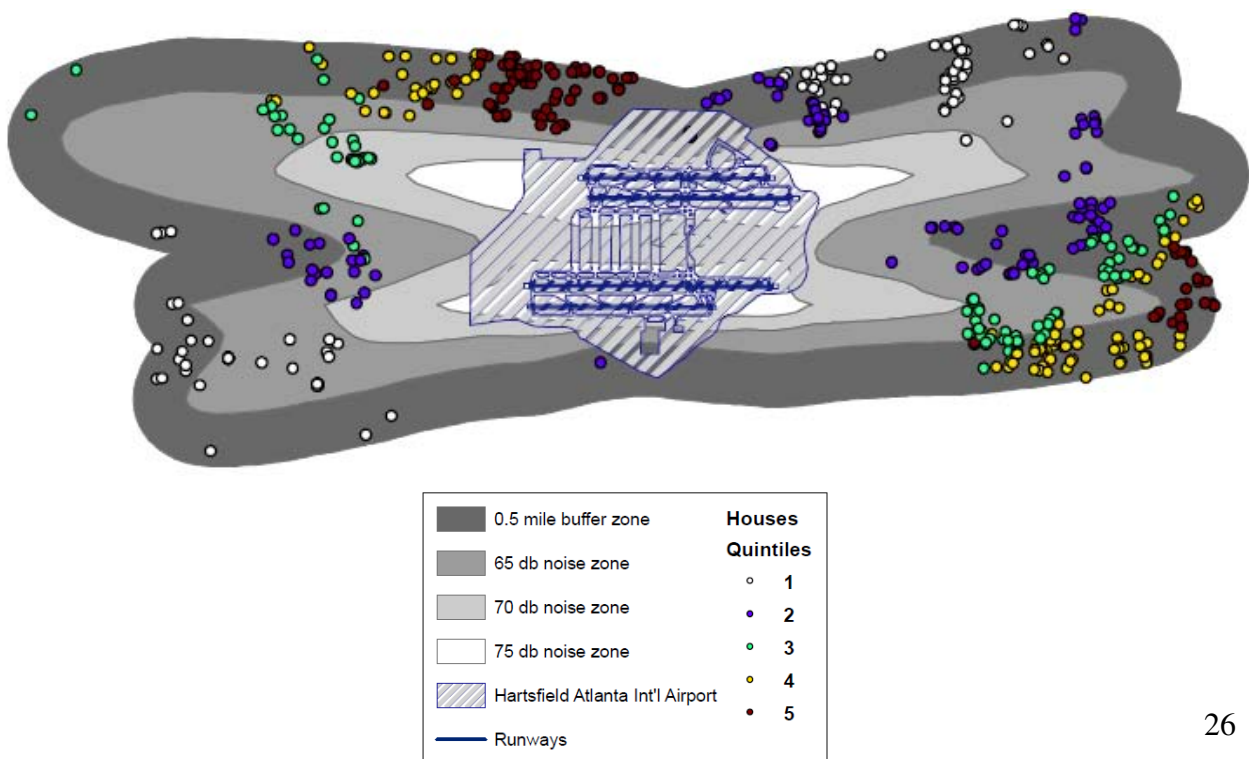 0.5 mile buffer zone
65 db noise zone
70 db noise zone
75 db noise zone
Hartsfield Atlanta Int'l Airport
Runways
Houses
Quintiles
1
2
3
4
5
26